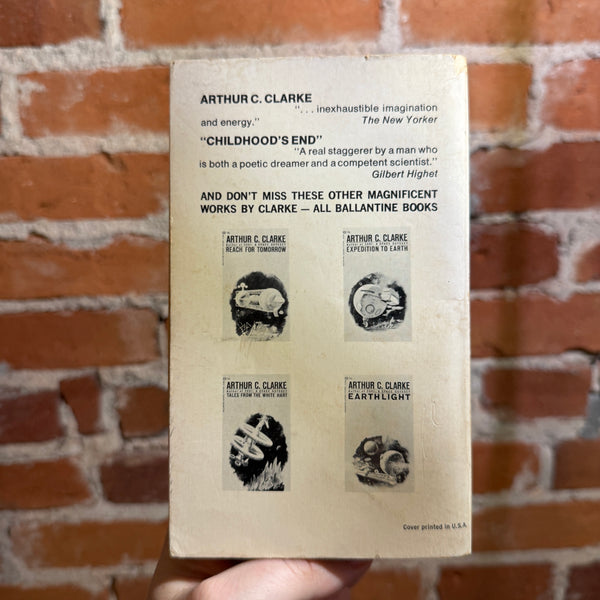 ARTHUR C. CLARKE
". . . inexhaustible imagination
and energy." The New Yorker
"CHILDHOOD'S END"
"A real staggerer by a man who
is both a poetic dreamer and a competent scientist."
Gilbert Highet
AND DON'T MISS THESE OTHER MAGNIFICENT
WORKS BY CLARKE — ALL BALLANTINE BOOKS
ARTHUR C. CLARKE
REACH FOR TOMORROW
ARTHUR C. CLARKE
EXPEDITION TO EARTH
ARTHUR C. CLARKE
TALES FROM THE WHITE HART
ARTHUR C. CLARKE
EARTHLIGHT
Cover printed in U.S.A.